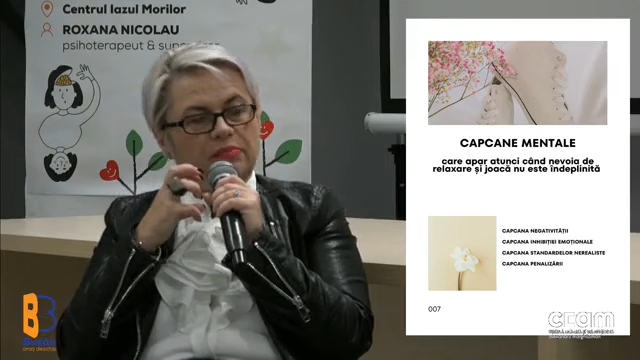 Centrul Iazul Morilor
ROXANA NICOLAU
psihoterapeut &
CAPCANE MENTALE
care apar atunci când nevoia de
relaxare și joacă nu este îndeplinită
CAPCANA NEGATIVITĂȚII
CAPCANA INHIBIȚIEI EMOȚIONALE
CAPCANA STANDARDELOR NEREALISTE
CAPCANA PENALIZĂRII
007
Buzău